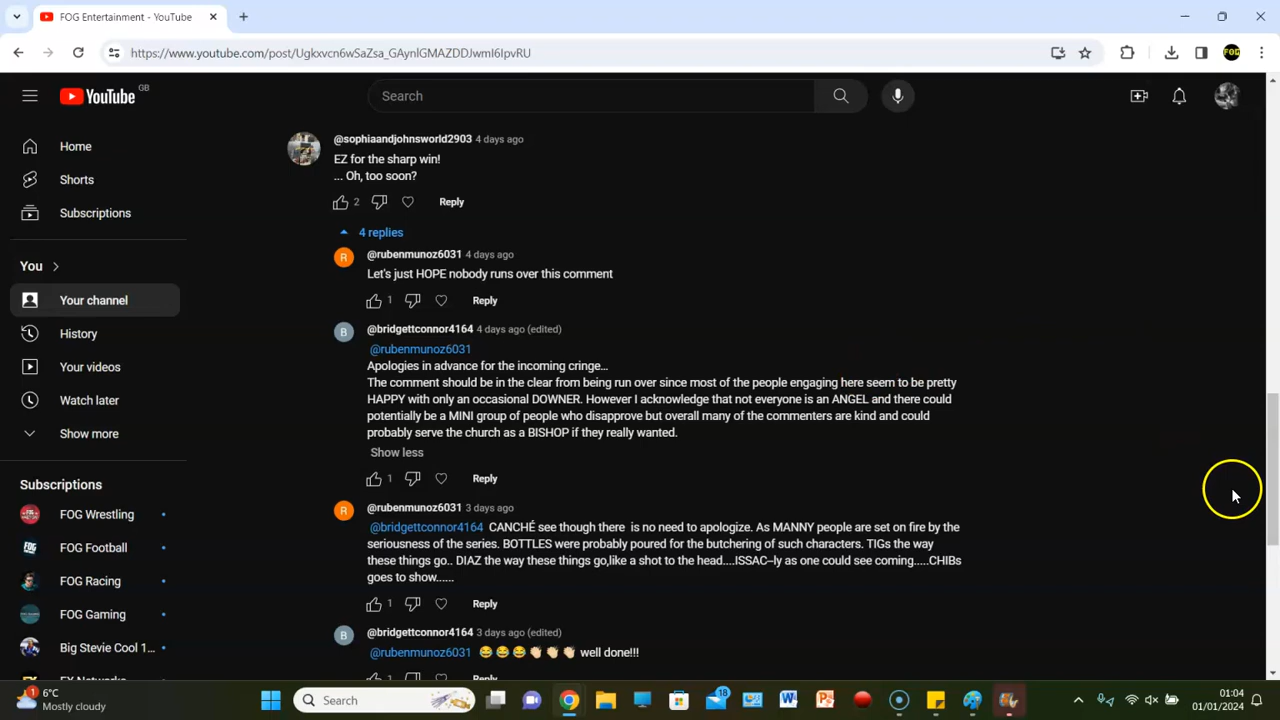 FOG Entertainment - YouTube
https://www.youtube.com/post/Ugkxvcn6wSaZsa_GAynlGMAZDDJwmI6IpvRU
FOG
YouTube GB
Search
@sophiaandjohnsworld2903 4 days ago
EZ for the sharp win!
... Oh, too soon?
2 Reply
4 replies
R @rubenmunoz6031 4 days ago
Let's just HOPE nobody runs over this comment
1 Reply
B @bridgettconnor4164 4 days ago (edited)
@rubenmunoz6031
Apologies in advance for the incoming cringe...
The comment should be in the clear from being run over since most of the people engaging here seem to be pretty
HAPPY with only an occasional DOWNER. However I acknowledge that not everyone is an ANGEL and there could
potentially be a MINI group of people who disapprove but overall many of the commenters are kind and could
probably serve the church as a BISHOP if they really wanted.
Show less
1 Reply
R @rubenmunoz6031 3 days ago
@bridgettconnor4164 CANCHÉ see though there is no need to apologize. As MANNY people are set on fire by the
seriousness of the series. BOTTLES were probably poured for the butchering of such characters. TIGs the way
these things go.. DIAZ the way these things go,like a shot to the head....ISSAC--ly as one could see coming.....CHIBs
goes to show......
1 Reply
B @bridgettconnor4164 3 days ago (edited)
@rubenmunoz6031 😂😂😂👏🏻👏🏻👏🏻 well done!!!
Home
Shorts
Subscriptions
You
Your channel
History
Your videos
Watch later
Show more
Subscriptions
FOG Wrestling
FOG Football
FOG Racing
FOG Gaming
Big Stevie Cool 1...
1
6°C
Mostly cloudy
Search
18
01:04
01/01/2024